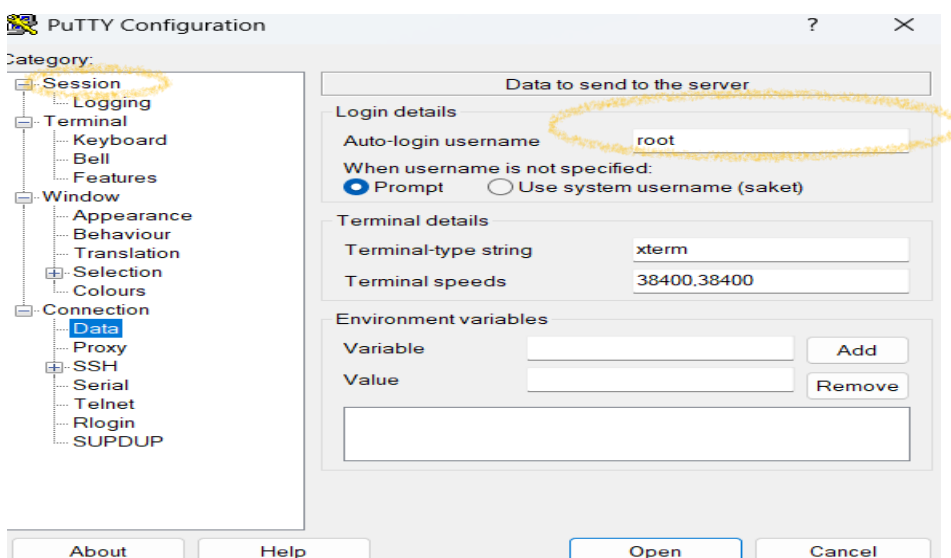 PuTTY Configuration ? ×
Category:
Session
Logging
Terminal
Keyboard
Bell
Features
Window
Appearance
Behaviour
Translation
Selection
Colours
Connection
Data
Proxy
SSH
Serial
Telnet
Rlogin
SUPDUP
Data to send to the server
Login details
Auto-login username root
When username is not specified:
Prompt Use system username (saket)
Terminal details
Terminal-type string xterm
Terminal speeds 38400,38400
Environment variables
Variable Add
Value Remove
About Help Open Cancel